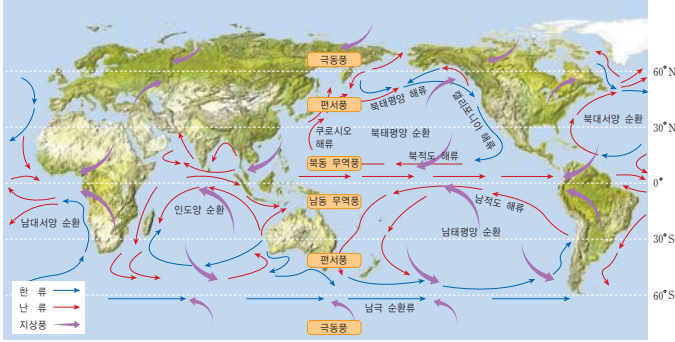 극동풍
60°N
편서풍
북태평양 해류
캘리포니아 해류
북대서양 순환
쿠로시오
해류
북태평양 순환
30°N
북동 무역풍
북적도 해류
0°
남동 무역풍
남적도 해류
인도양 순환
남대서양 순환
남태평양 순환
30°S
편서풍
한 류
난 류
지상풍
60°S
남극 순환류
극동풍